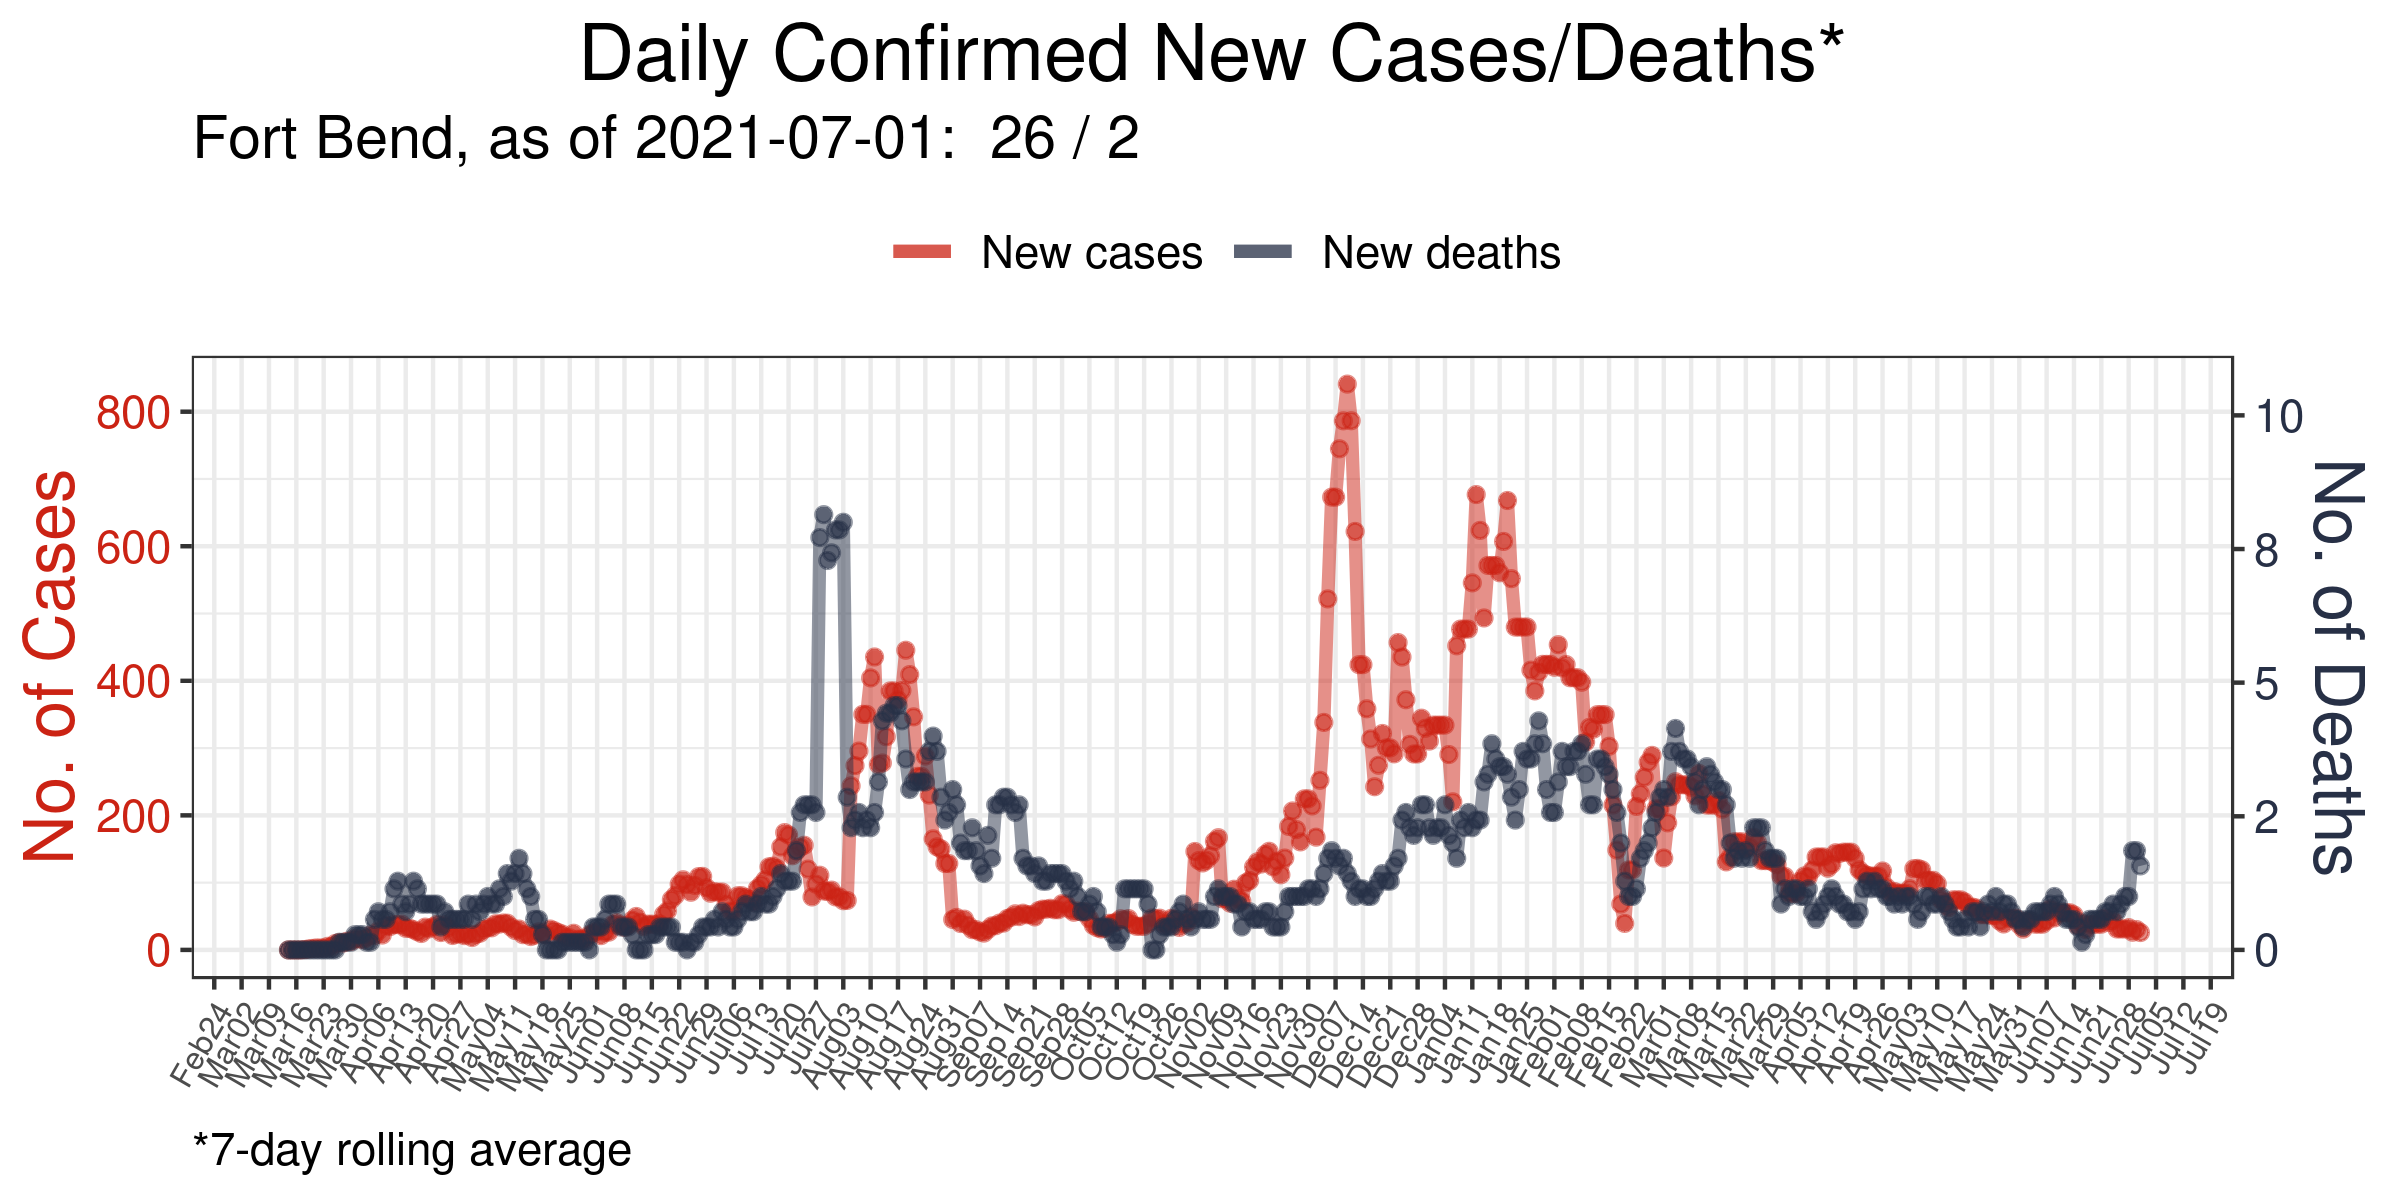 Daily Confirmed New Cases/Deaths*
Fort Bend, as of 2021-07-01:  26 / 2
New cases
New deaths
No. of Cases
800
600
400
200
0
10
8
5
2
0
No. of Deaths
Feb24
Mar02
Mar09
Mar16
Mar23
Mar30
Apr06
Apr13
Apr20
Apr27
May04
May11
May18
May25
Jun01
Jun08
Jun15
Jun22
Jun29
Jul06
Jul13
Jul20
Jul27
Aug03
Aug10
Aug17
Aug24
Aug31
Sep07
Sep14
Sep21
Sep28
Oct05
Oct12
Oct19
Oct26
Nov02
Nov09
Nov16
Nov23
Nov30
Dec07
Dec14
Dec21
Dec28
Jan04
Jan11
Jan18
Jan25
Feb01
Feb08
Feb15
Feb22
Mar01
Mar08
Mar15
Mar22
Mar29
Apr05
Apr12
Apr19
Apr26
May03
May10
May17
May24
May31
Jun07
Jun14
Jun21
Jun28
Jul05
Jul12
Jul19
*7-day rolling average